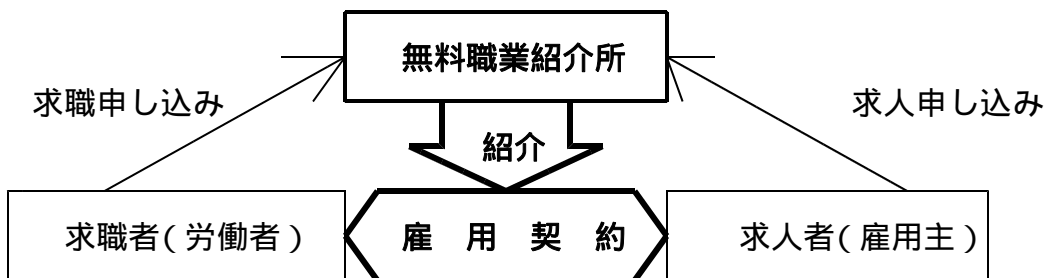 無料職業紹介所
求職申し込み
求人申し込み
紹介
求職者(労働者)
雇用契約
求人者(雇用主)